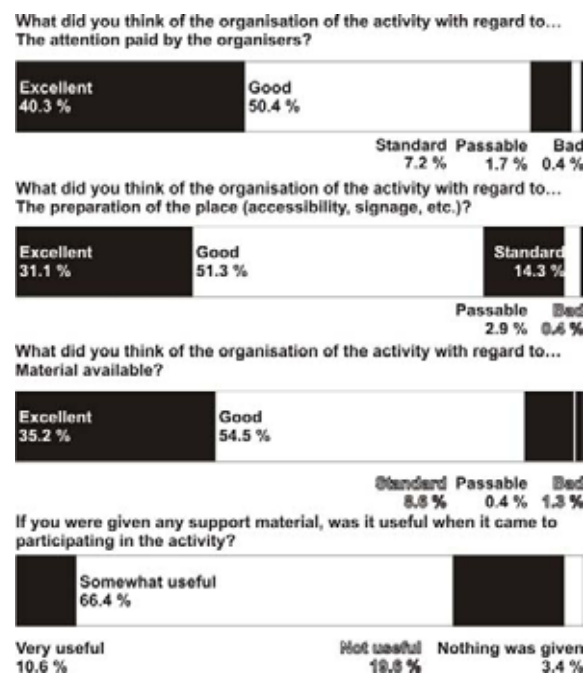 What did you think of the organisation of the activity with regard to...
The attention paid by the organisers?
Excellent Good
40.3 % 50.4 %
Standard Passable Bad
7.2 % 1.7 % 0.4 %
What did you think of the organisation of the activity with regard to...
The preparation of the place (accessibility, signage, etc.)?
Excellent Good Standard
31.1 % 51.3 % 14.3 %
Passable Bad
2.9 % 0.4 %
What did you think of the organisation of the activity with regard to...
Material available?
Excellent Good
35.2 % 54.5 %
Standard Passable Bad
8.6 % 0.4 % 1.3 %
If you were given any support material, was it useful when it came to
participating in the activity?
Somewhat useful
66.4 %
Very useful Not useful Nothing was given
10.6 % 19.6 % 3.4 %